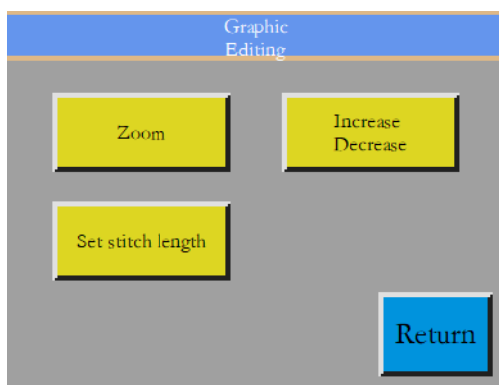 Graphic
Editing
Zoom
Increase
Decrease
Set stitch length
Return